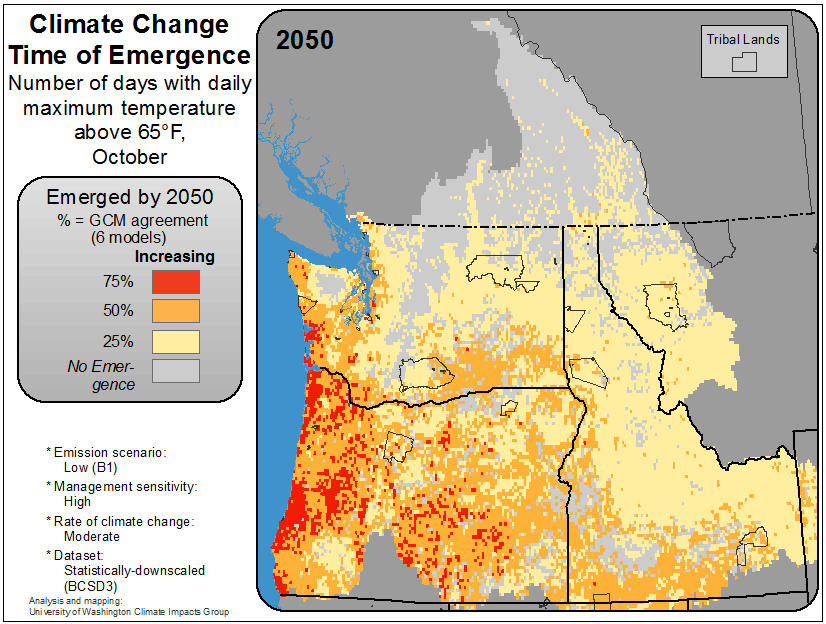 Climate Change
Time of Emergence
Number of days with daily
maximum temperature
above 65°F,
October
Emerged by 2050
% = GCM agreement
(6 models)
Increasing
75%
50%
25%
No Emer-
gence
* Emission scenario:
Low (B1)
* Management sensitivity:
High
* Rate of climate change:
Moderate
* Dataset:
Statistically-downscaled
(BCSD3)
Analysis and mapping:
University of Washington Climate Impacts Group
2050
Tribal Lands